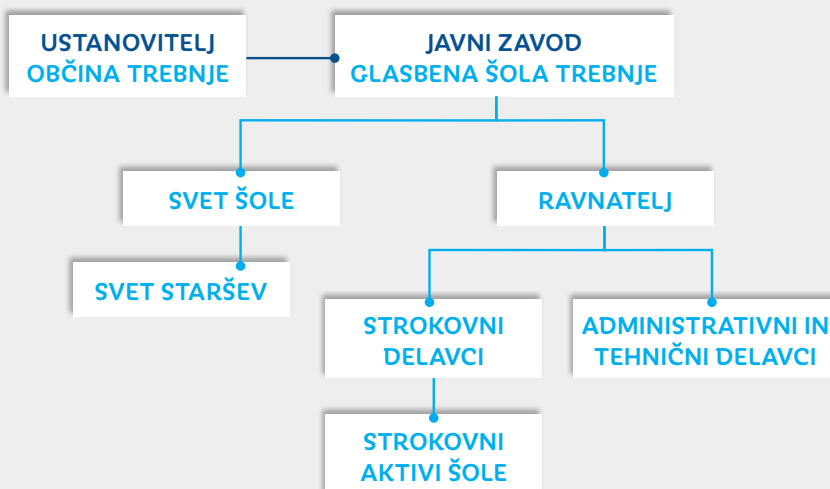 USTANOVITELJ
OBČINA TREBNJE
JAVNI ZAVOD
GLASBENA ŠOLA TREBNJE
SVET ŠOLE
RAVNATELJ
SVET STARŠEV
STROKOVNI
DELAVCI
ADMINISTRATIVNI IN
TEHNIČNI DELAVCI
STROKOVNI
AKTIVI ŠOLE